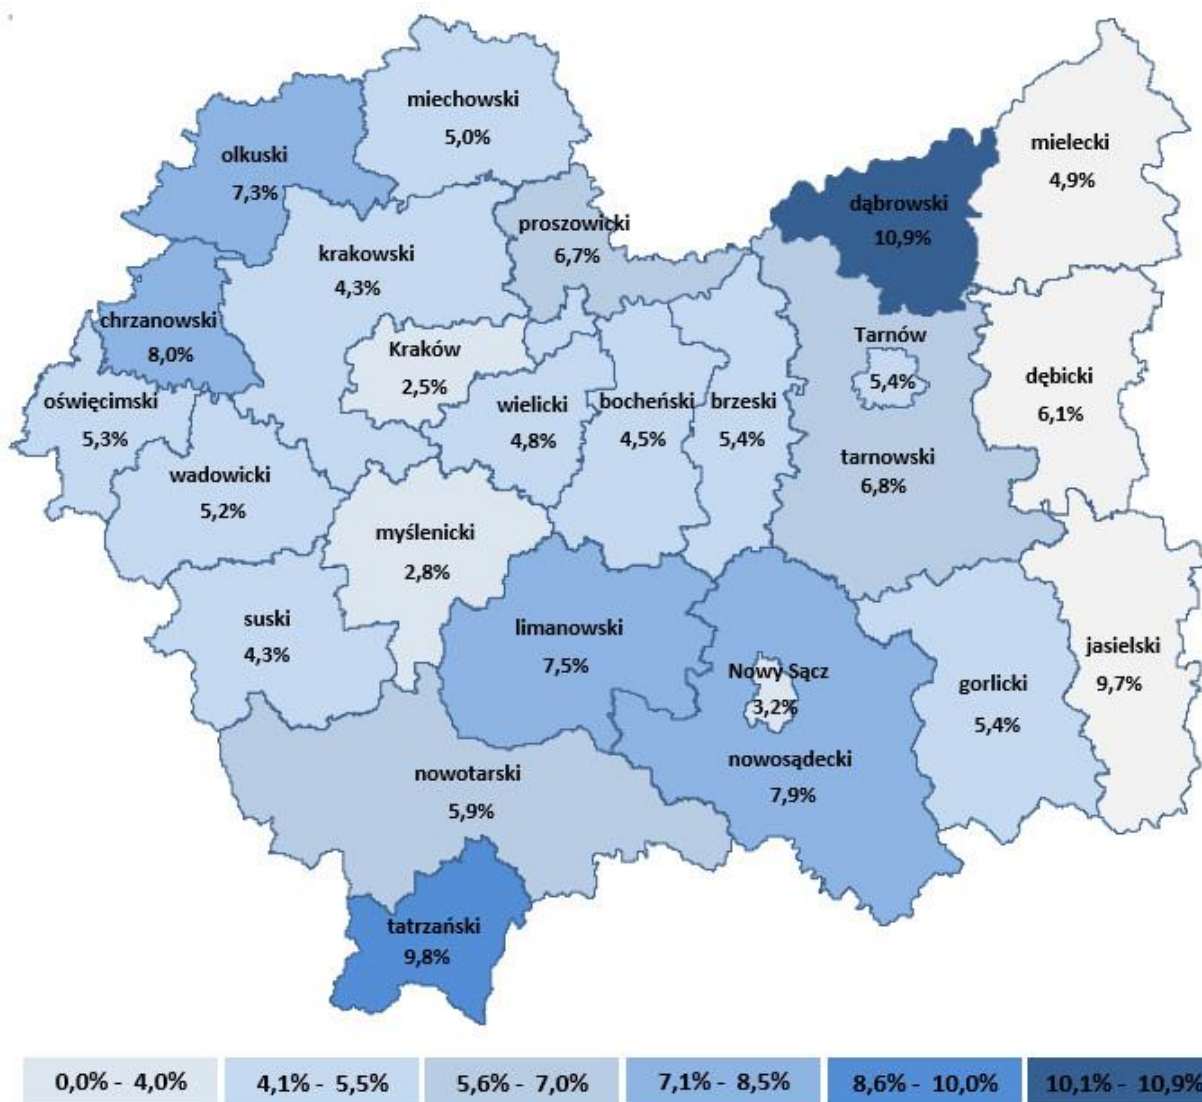 miechowski
5,0%
olkuski
7,3%
mielecki
4,9%
dąbrowski
10,9%
proszowicki
6,7%
krakowski
4,3%
chrzanowski
8,0%
Kraków
2,5%
Tarnów
5,4%
dębicki
6,1%
oświęcimski
5,3%
wielicki
4,8%
bocheński
4,5%
brzeski
5,4%
tarnowski
6,8%
wadowicki
5,2%
myślenicki
2,8%
suski
4,3%
limanowski
7,5%
Nowy Sącz
3,2%
gorlicki
5,4%
jasielski
9,7%
nowosądecki
7,9%
nowotarski
5,9%
tatrzański
9,8%
0,0% - 4,0%
4,1% - 5,5%
5,6% - 7,0%
7,1% - 8,5%
8,6% - 10,0%
10,1% - 10,9%